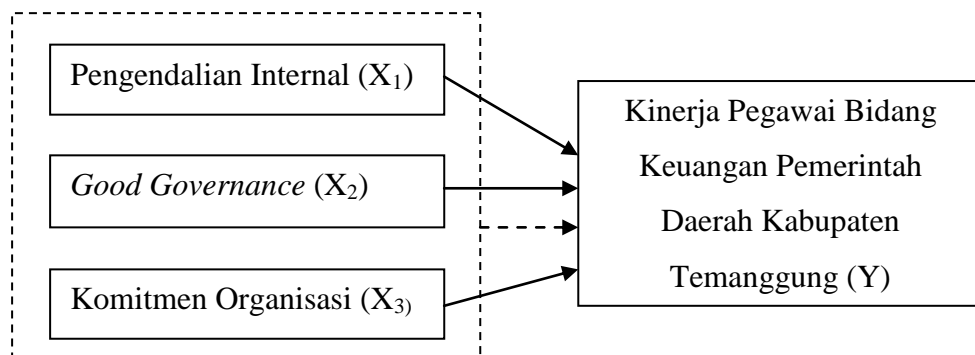 Pengendalian Internal (X₁)
Good Governance (X₂)
Komitmen Organisasi (X₃)
Kinerja Pegawai Bidang
Keuangan Pemerintah
Daerah Kabupaten
Temanggung (Y)